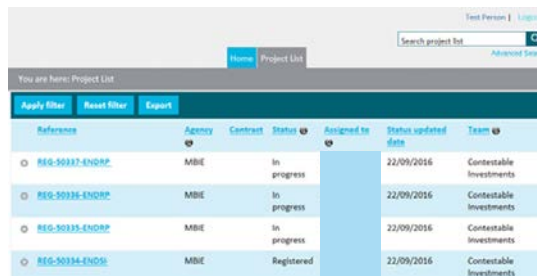 Test Person |
Search project list
Home Project List
Advanced
You are here: Project List
Apply filter Reset filter Export
Reference Agency Contract Status Assigned to Status updated date Team
REG-50337-ENDRP MBIE In progress 22/09/2016 Contestable Investments
REG-50336-ENDRP MBIE In progress 22/09/2016 Contestable Investments
REG-50335-ENDRP MBIE In progress 22/09/2016 Contestable Investments
REG-50334-ENDSI MBIE Registered 22/09/2016 Contestable Investments